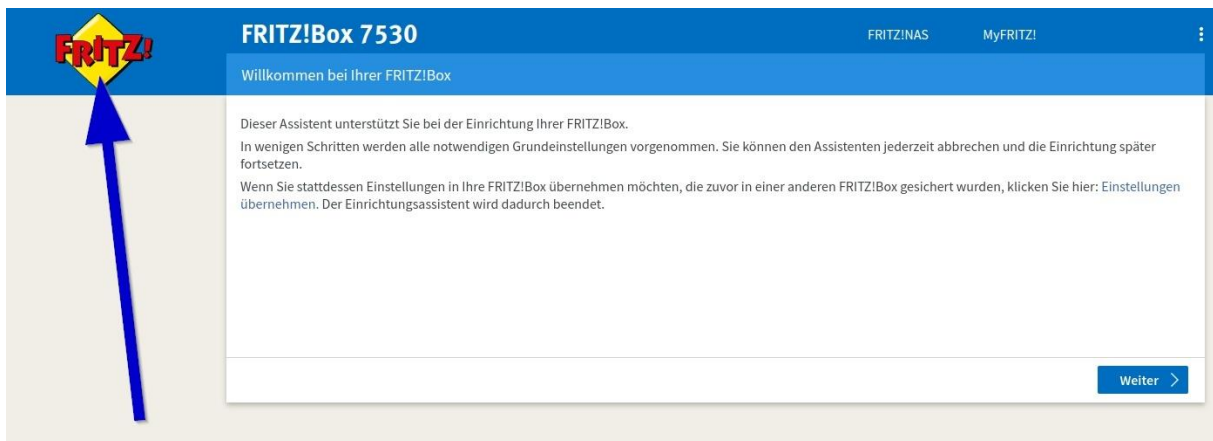 FRITZ!
FRITZ!Box 7530
FRITZ!NAS
MyFRITZ!
Willkommen bei Ihrer FRITZ!Box
Dieser Assistent unterstützt Sie bei der Einrichtung Ihrer FRITZ!Box.
In wenigen Schritten werden alle notwendigen Grundeinstellungen vorgenommen. Sie können den Assistenten jederzeit abbrechen und die Einrichtung später
fortsetzen.
Wenn Sie stattdessen Einstellungen in Ihre FRITZ!Box übernehmen möchten, die zuvor in einer anderen FRITZ!Box gesichert wurden, klicken Sie hier: Einstellungen
übernehmen. Der Einrichtungsassistent wird dadurch beendet.
Weiter